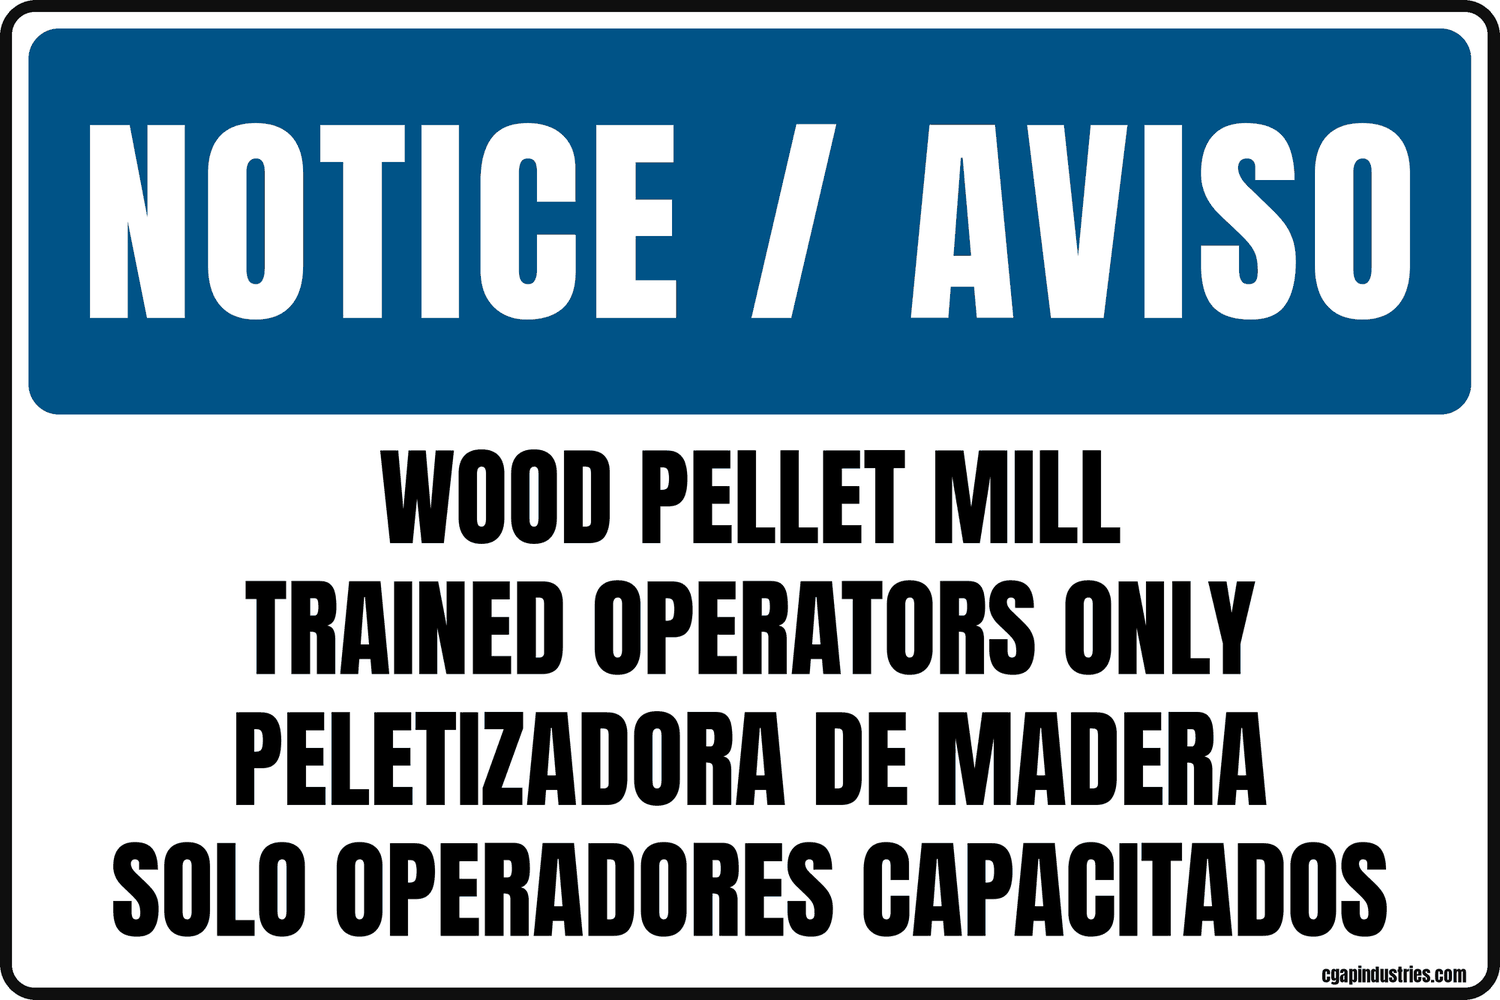 NOTICE / AVISO
WOOD PELLET MILL
TRAINED OPERATORS ONLY
PELETIZADORA DE MADERA
SOLO OPERADORES CAPACITADOS
cgapindustries.com